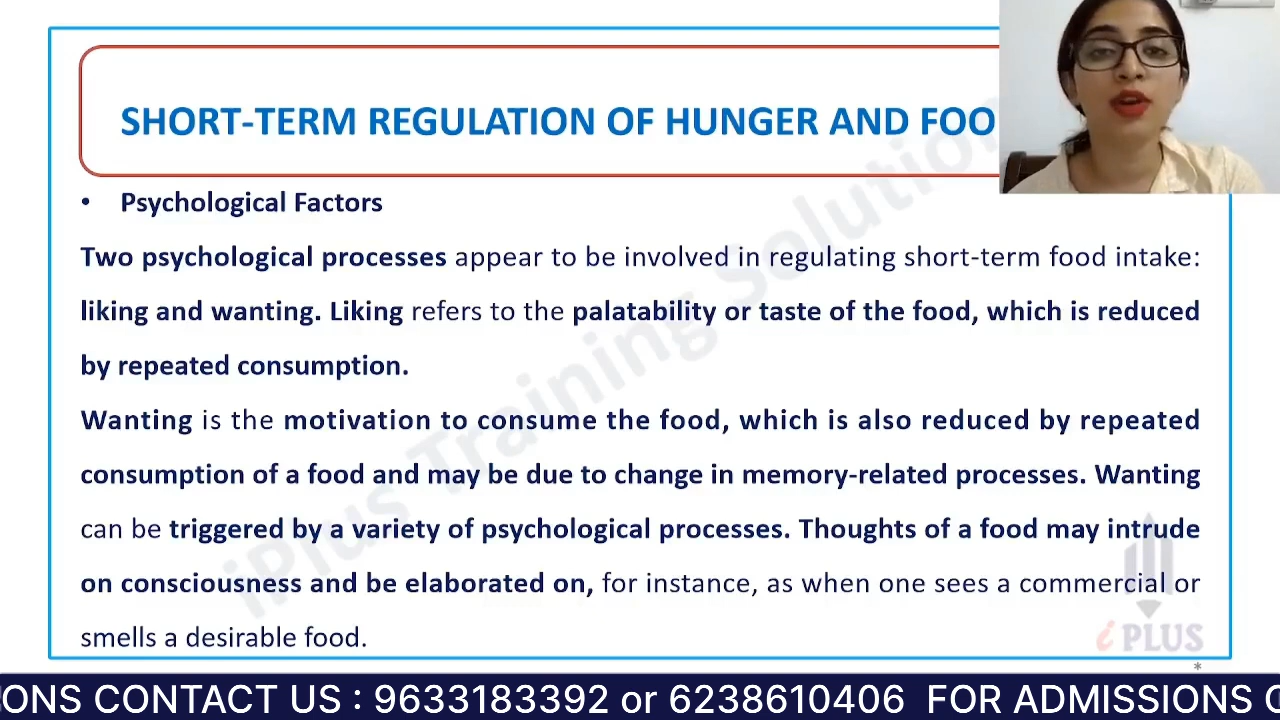 SHORT-TERM REGULATION OF HUNGER AND FOO
• Psychological Factors
Two psychological processes appear to be involved in regulating short-term food intake:
liking and wanting. Liking refers to the palatability or taste of the food, which is reduced
by repeated consumption.
Wanting is the motivation to consume the food, which is also reduced by repeated
consumption of a food and may be due to change in memory-related processes. Wanting
can be triggered by a variety of psychological processes. Thoughts of a food may intrude
on consciousness and be elaborated on, for instance, as when one sees a commercial or
smells a desirable food.
iPlus Training Solution
i PLUS
*
IONS CONTACT US : 9633183392 or 6238610406 FOR ADMISSIONS C